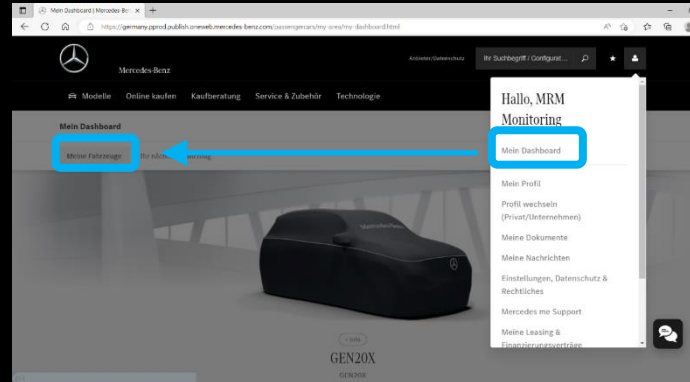 Mein Dashboard | Mercedes-Ber
https://germany.pprod.publish.oneweb.mercedes-benz.com/passengercars/my-area/my-dashboard.html
Mercedes-Benz
Anbieter/Datenschutz
Ihr Suchbegriff / Configurat...
Modelle
Online kaufen
Kaufberatung
Service & Zubehör
Technologie
Mein Dashboard
Meine Fahrzeuge
Hallo, MRM
Monitoring
Mein Dashboard
Mein Profil
Profil wechseln
(Privat/Unternehmen)
Meine Dokumente
Meine Nachrichten
Einstellungen, Datenschutz &
Rechtliches
Mercedes me Support
Meine Leasing &
Finanzierungsverträge
GEN20X
GEN20X